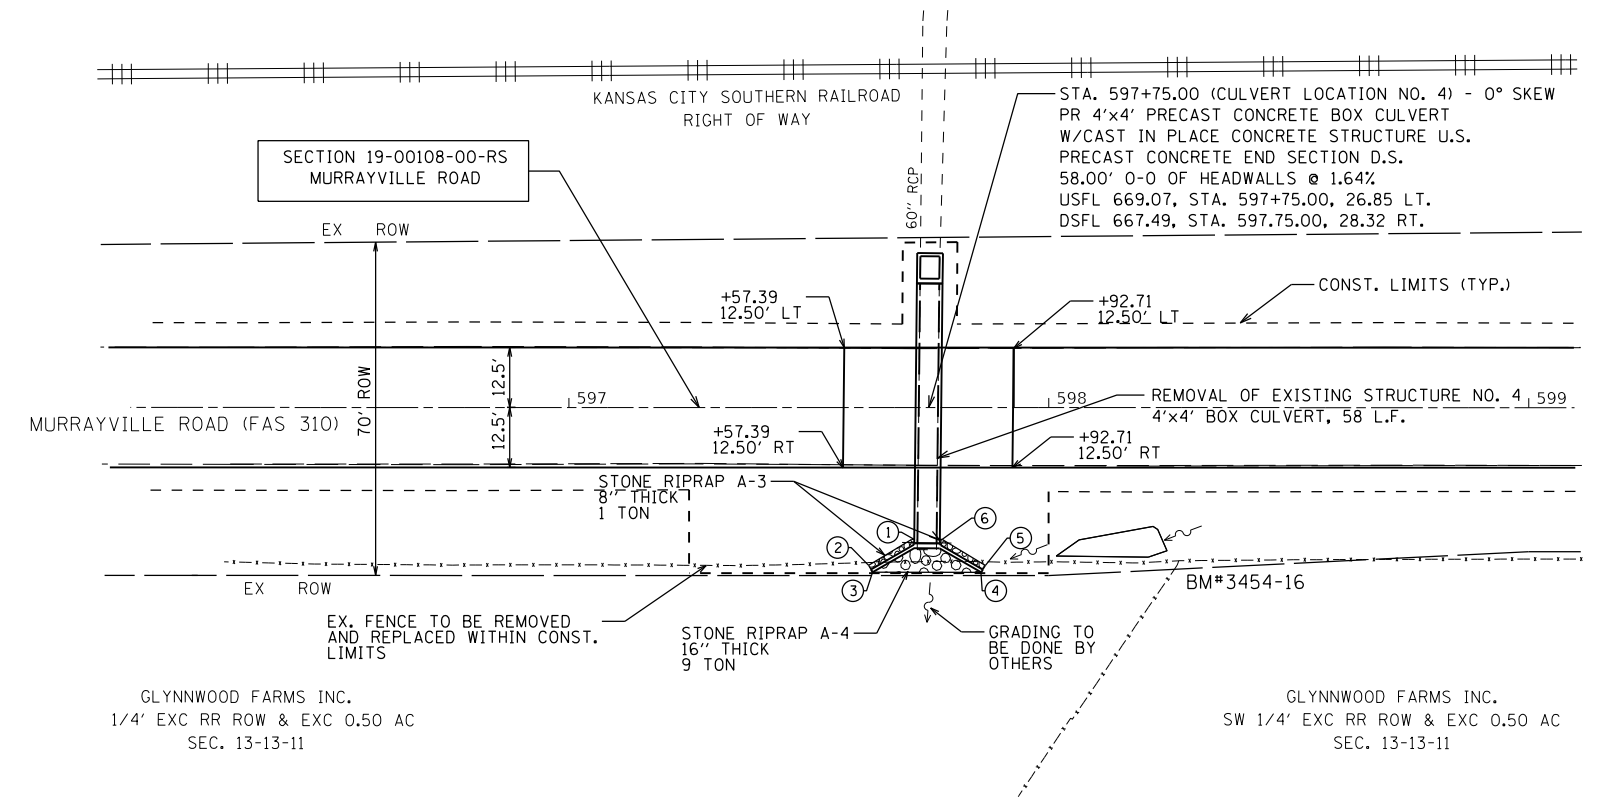 KANSAS CITY SOUTHERN RAILROAD
RIGHT OF WAY
STA. 597+75.00 (CULVERT LOCATION NO. 4) - 0° SKEW
PR 4'x4' PRECAST CONCRETE BOX CULVERT
W/CAST IN PLACE CONCRETE STRUCTURE U.S.
PRECAST CONCRETE END SECTION D.S.
58.00' O-O OF HEADWALLS @ 1.64%
USFL 669.07, STA. 597+75.00, 26.85 LT.
DSFL 667.49, STA. 597.75.00, 28.32 RT.
SECTION 19-00108-00-RS
MURRAYVILLE ROAD
60" RCP
EX ROW
CONST. LIMITS (TYP.)
+57.39
12.50' LT
+92.71
12.50' LT
70' ROW
12.5'
12.5'
597
598
599
REMOVAL OF EXISTING STRUCTURE NO. 4
4'x4' BOX CULVERT, 58 L.F.
MURRAYVILLE ROAD (FAS 310)
+57.39
12.50' RT
+92.71
12.50' RT
STONE RIPRAP A-3
8" THICK
1 TON
1
2
3
4
5
6
BM#3454-16
EX ROW
EX. FENCE TO BE REMOVED
AND REPLACED WITHIN CONST.
LIMITS
STONE RIPRAP A-4
16" THICK
9 TON
GRADING TO
BE DONE BY
OTHERS
GLYNNWOOD FARMS INC.
1/4' EXC RR ROW & EXC 0.50 AC
SEC. 13-13-11
GLYNNWOOD FARMS INC.
SW 1/4' EXC RR ROW & EXC 0.50 AC
SEC. 13-13-11